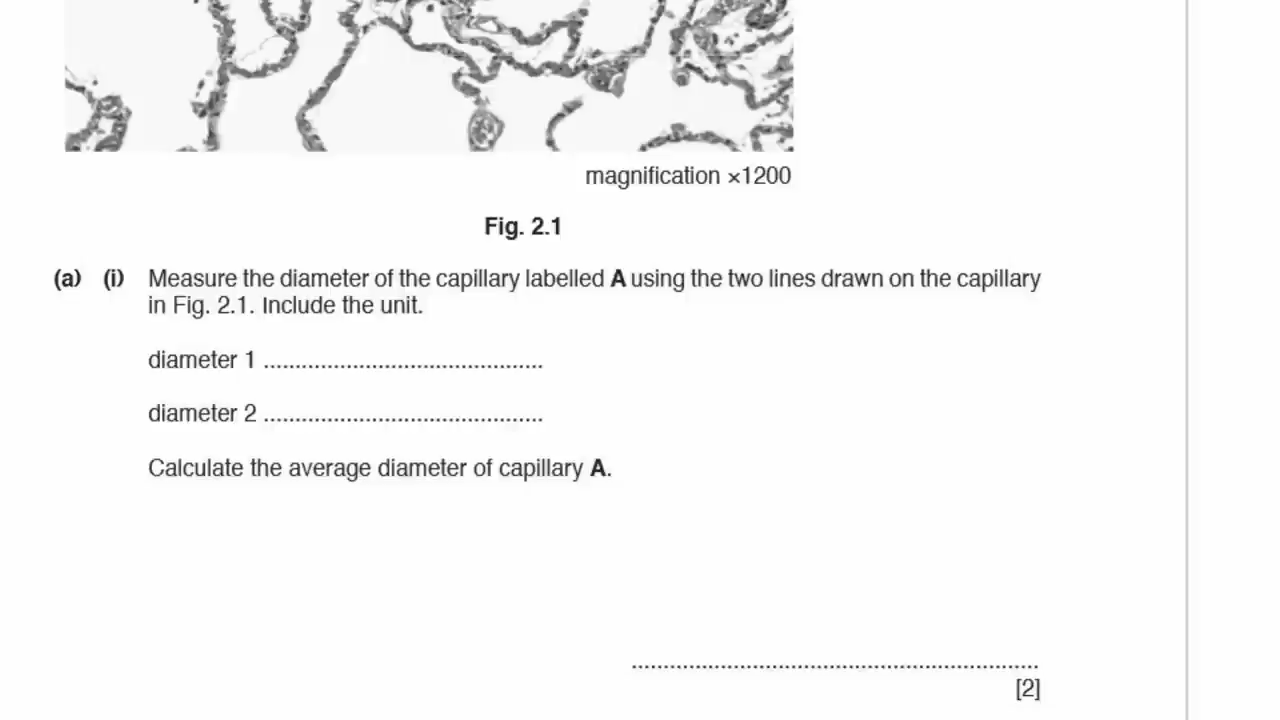 magnification ×1200
Fig. 2.1
(a) (i) Measure the diameter of the capillary labelled A using the two lines drawn on the capillary
in Fig. 2.1. Include the unit.
diameter 1 ............................................
diameter 2 ............................................
Calculate the average diameter of capillary A.
................................................................
[2]